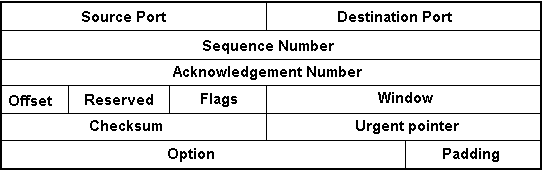 Source Port Destination Port
Sequence Number
Acknowledgement Number
Offset Reserved Flags Window
Checksum Urgent pointer
Option Padding